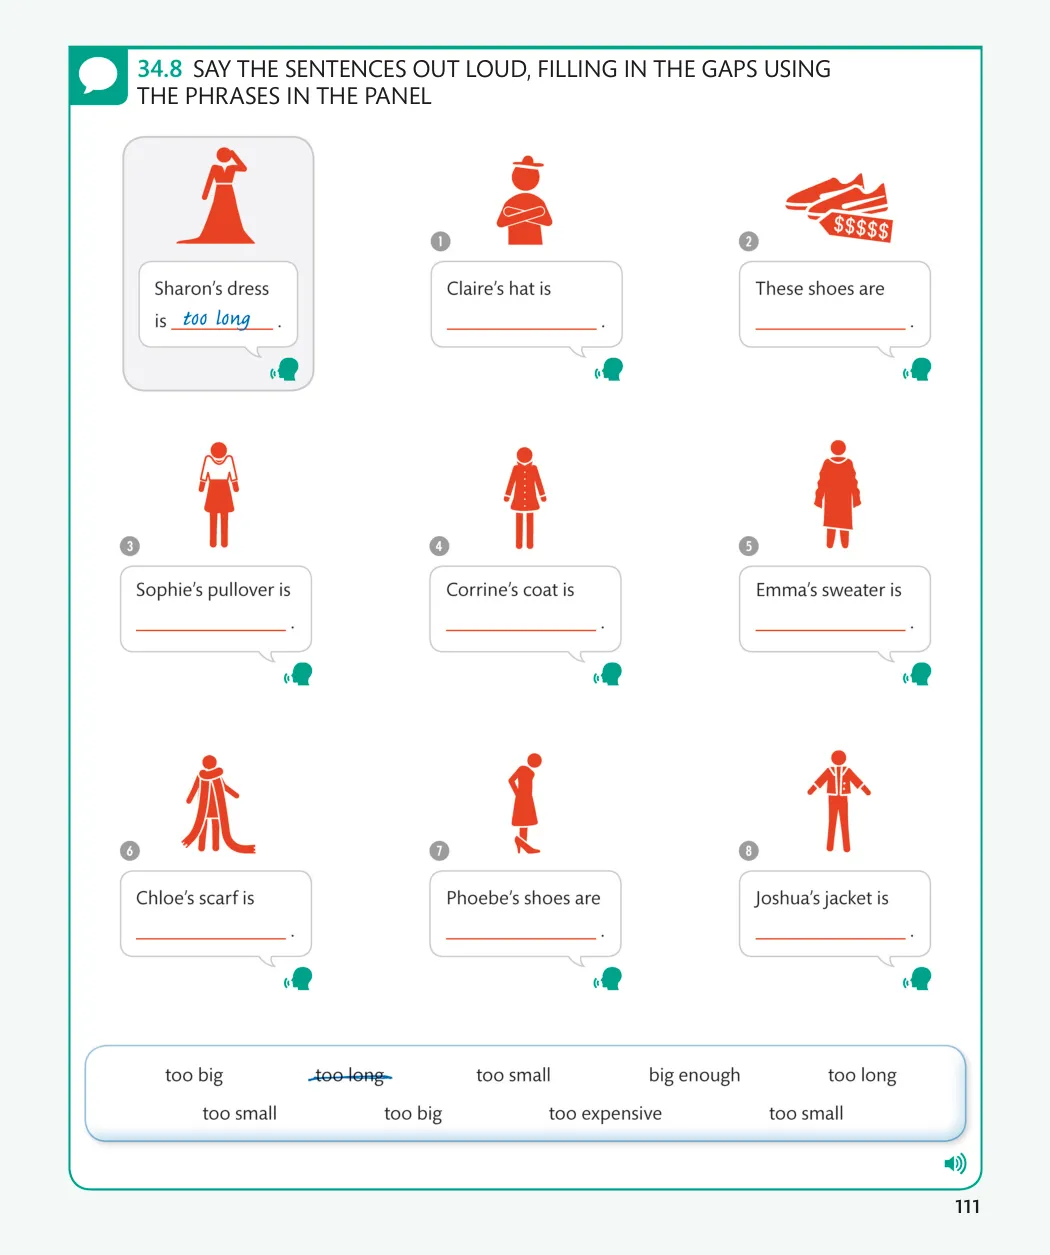 34.8 SAY THE SENTENCES OUT LOUD, FILLING IN THE GAPS USING
THE PHRASES IN THE PANEL
Sharon's dress
is too long .
1
Claire's hat is
.
2
$$$$$
These shoes are
.
3
Sophie's pullover is
.
4
Corrine's coat is
.
5
Emma's sweater is
.
6
Chloe's scarf is
.
7
Phoebe's shoes are
.
8
Joshua's jacket is
.
too big too long too small big enough too long
too small too big too expensive too small
111